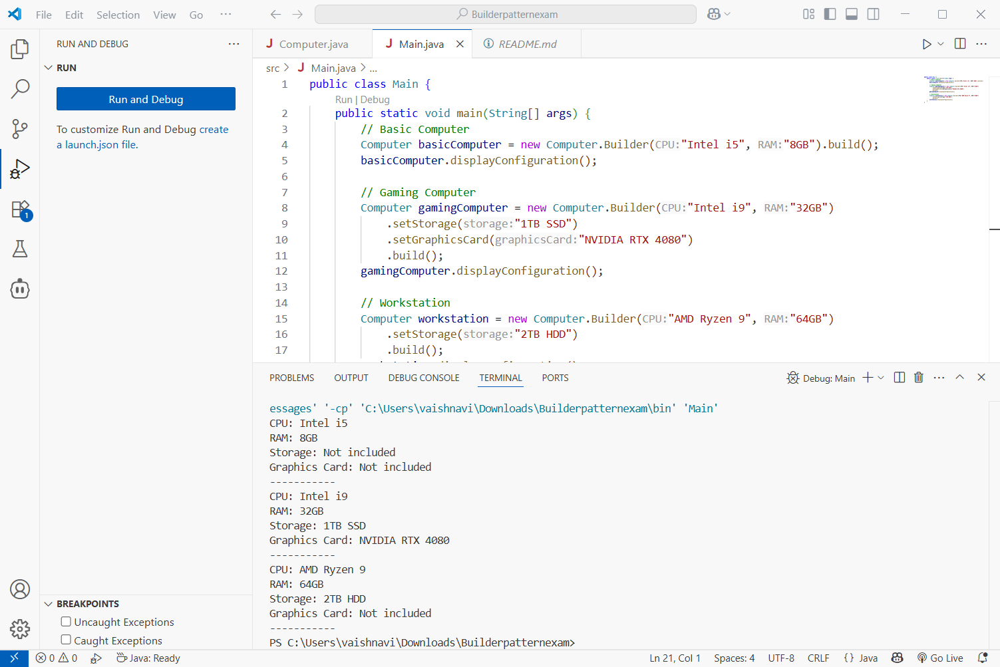 File Edit Selection View Go ···
Builderpatternexam
RUN AND DEBUG
RUN
Run and Debug
To customize Run and Debug create
a launch.json file.
1
BREAKPOINTS
Uncaught Exceptions
Caught Exceptions
Computer.java
Main.java
README.md
src > Main.java > ...
1 public class Main {
Run | Debug
2 public static void main(String[] args) {
3 // Basic Computer
4 Computer basicComputer = new Computer.Builder(CPU:"Intel i5", RAM:"8GB").build();
5 basicComputer.displayConfiguration();
6
7 // Gaming Computer
8 Computer gamingComputer = new Computer.Builder(CPU:"Intel i9", RAM:"32GB")
9 .setStorage(storage:"1TB SSD")
10 .setGraphicsCard(graphicsCard:"NVIDIA RTX 4080")
11 .build();
12 gamingComputer.displayConfiguration();
13
14 // Workstation
15 Computer workstation = new Computer.Builder(CPU:"AMD Ryzen 9", RAM:"64GB")
16 .setStorage(storage:"2TB HDD")
17 .build();
PROBLEMS OUTPUT DEBUG CONSOLE TERMINAL PORTS
Debug: Main
essages' '-cp' 'C:\Users\vaishnavi\Downloads\Builderpatternexam\bin' 'Main'
CPU: Intel i5
RAM: 8GB
Storage: Not included
Graphics Card: Not included
-----------
CPU: Intel i9
RAM: 32GB
Storage: 1TB SSD
Graphics Card: NVIDIA RTX 4080
-----------
CPU: AMD Ryzen 9
RAM: 64GB
Storage: 2TB HDD
Graphics Card: Not included
-----------
PS C:\Users\vaishnavi\Downloads\Builderpatternexam>
0 0 Java: Ready Ln 21, Col 1 Spaces: 4 UTF-8 CRLF {} Java Go Live